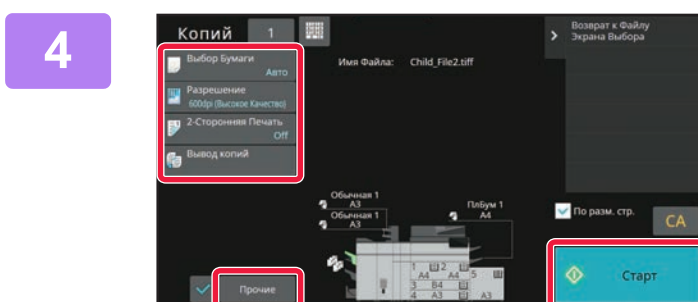 4
Копий 1
Выбор Бумаги
Авто
Разрешение
600dpi (Высокое Качество)
2-Сторонняя Печать
Off
Вывод копий
Прочие
Имя Файла: Child_File2.tiff
Обычная 1
A3
Обычная 1
A3
ПлБум 1
A4
1 2 5
A4 A4
3 B4
4 A3 A3
Возврат к Файлу
Экрана Выбора
По разм. стр.
CA
Старт